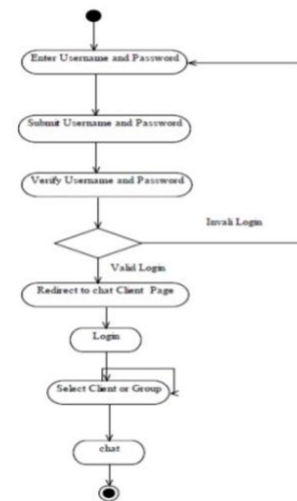 Enter Username and Password
Submit Username and Password
Verify Username and Password
Invali Login
Valid Login
Redirect to chat Client Page
Login
Select Client or Group
chat